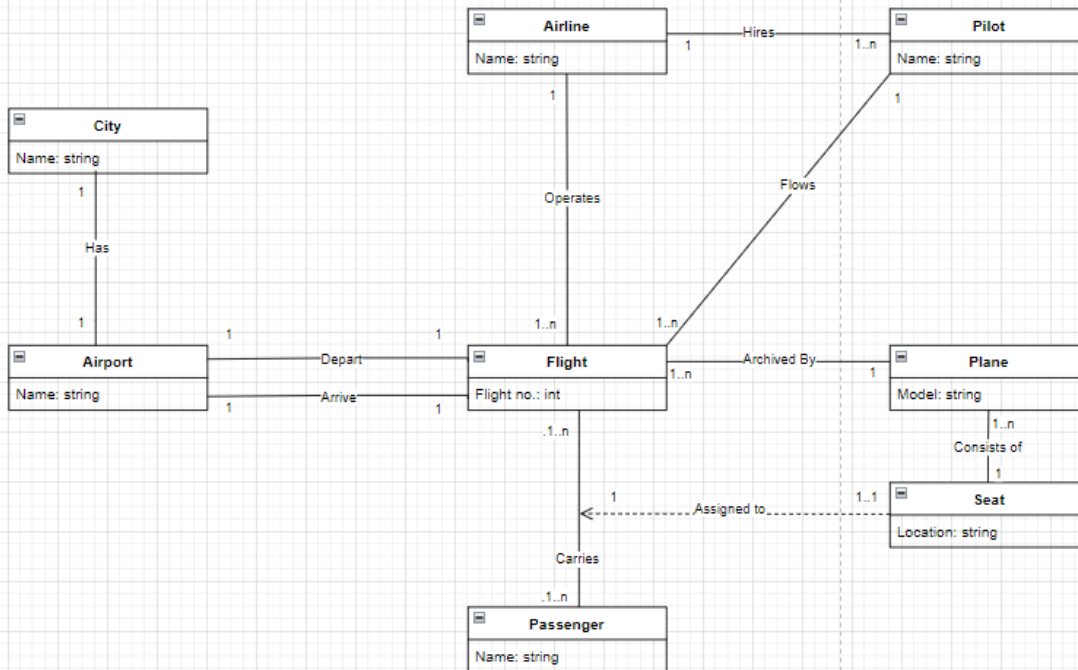 Airline
Name: string
1
Hires
1..n
Pilot
Name: string
1
1
City
Name: string
1
Has
1
Operates
Flows
1..n
1..n
Airport
Name: string
1
Depart
1
1
Arrive
1
Flight
Flight no.: int
1..n
Archived By
1
Plane
Model: string
1..n
Consists of
1
Seat
Location: string
.1..n
1
Assigned to
1..1
Carries
.1..n
Passenger
Name: string